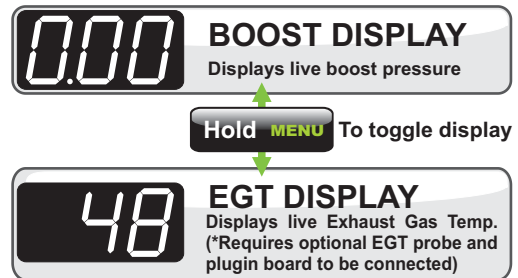 0.00
BOOST DISPLAY
Displays live boost pressure
Hold MENU To toggle display
48
EGT DISPLAY
Displays live Exhaust Gas Temp.
(*Requires optional EGT probe and
plugin board to be connected)